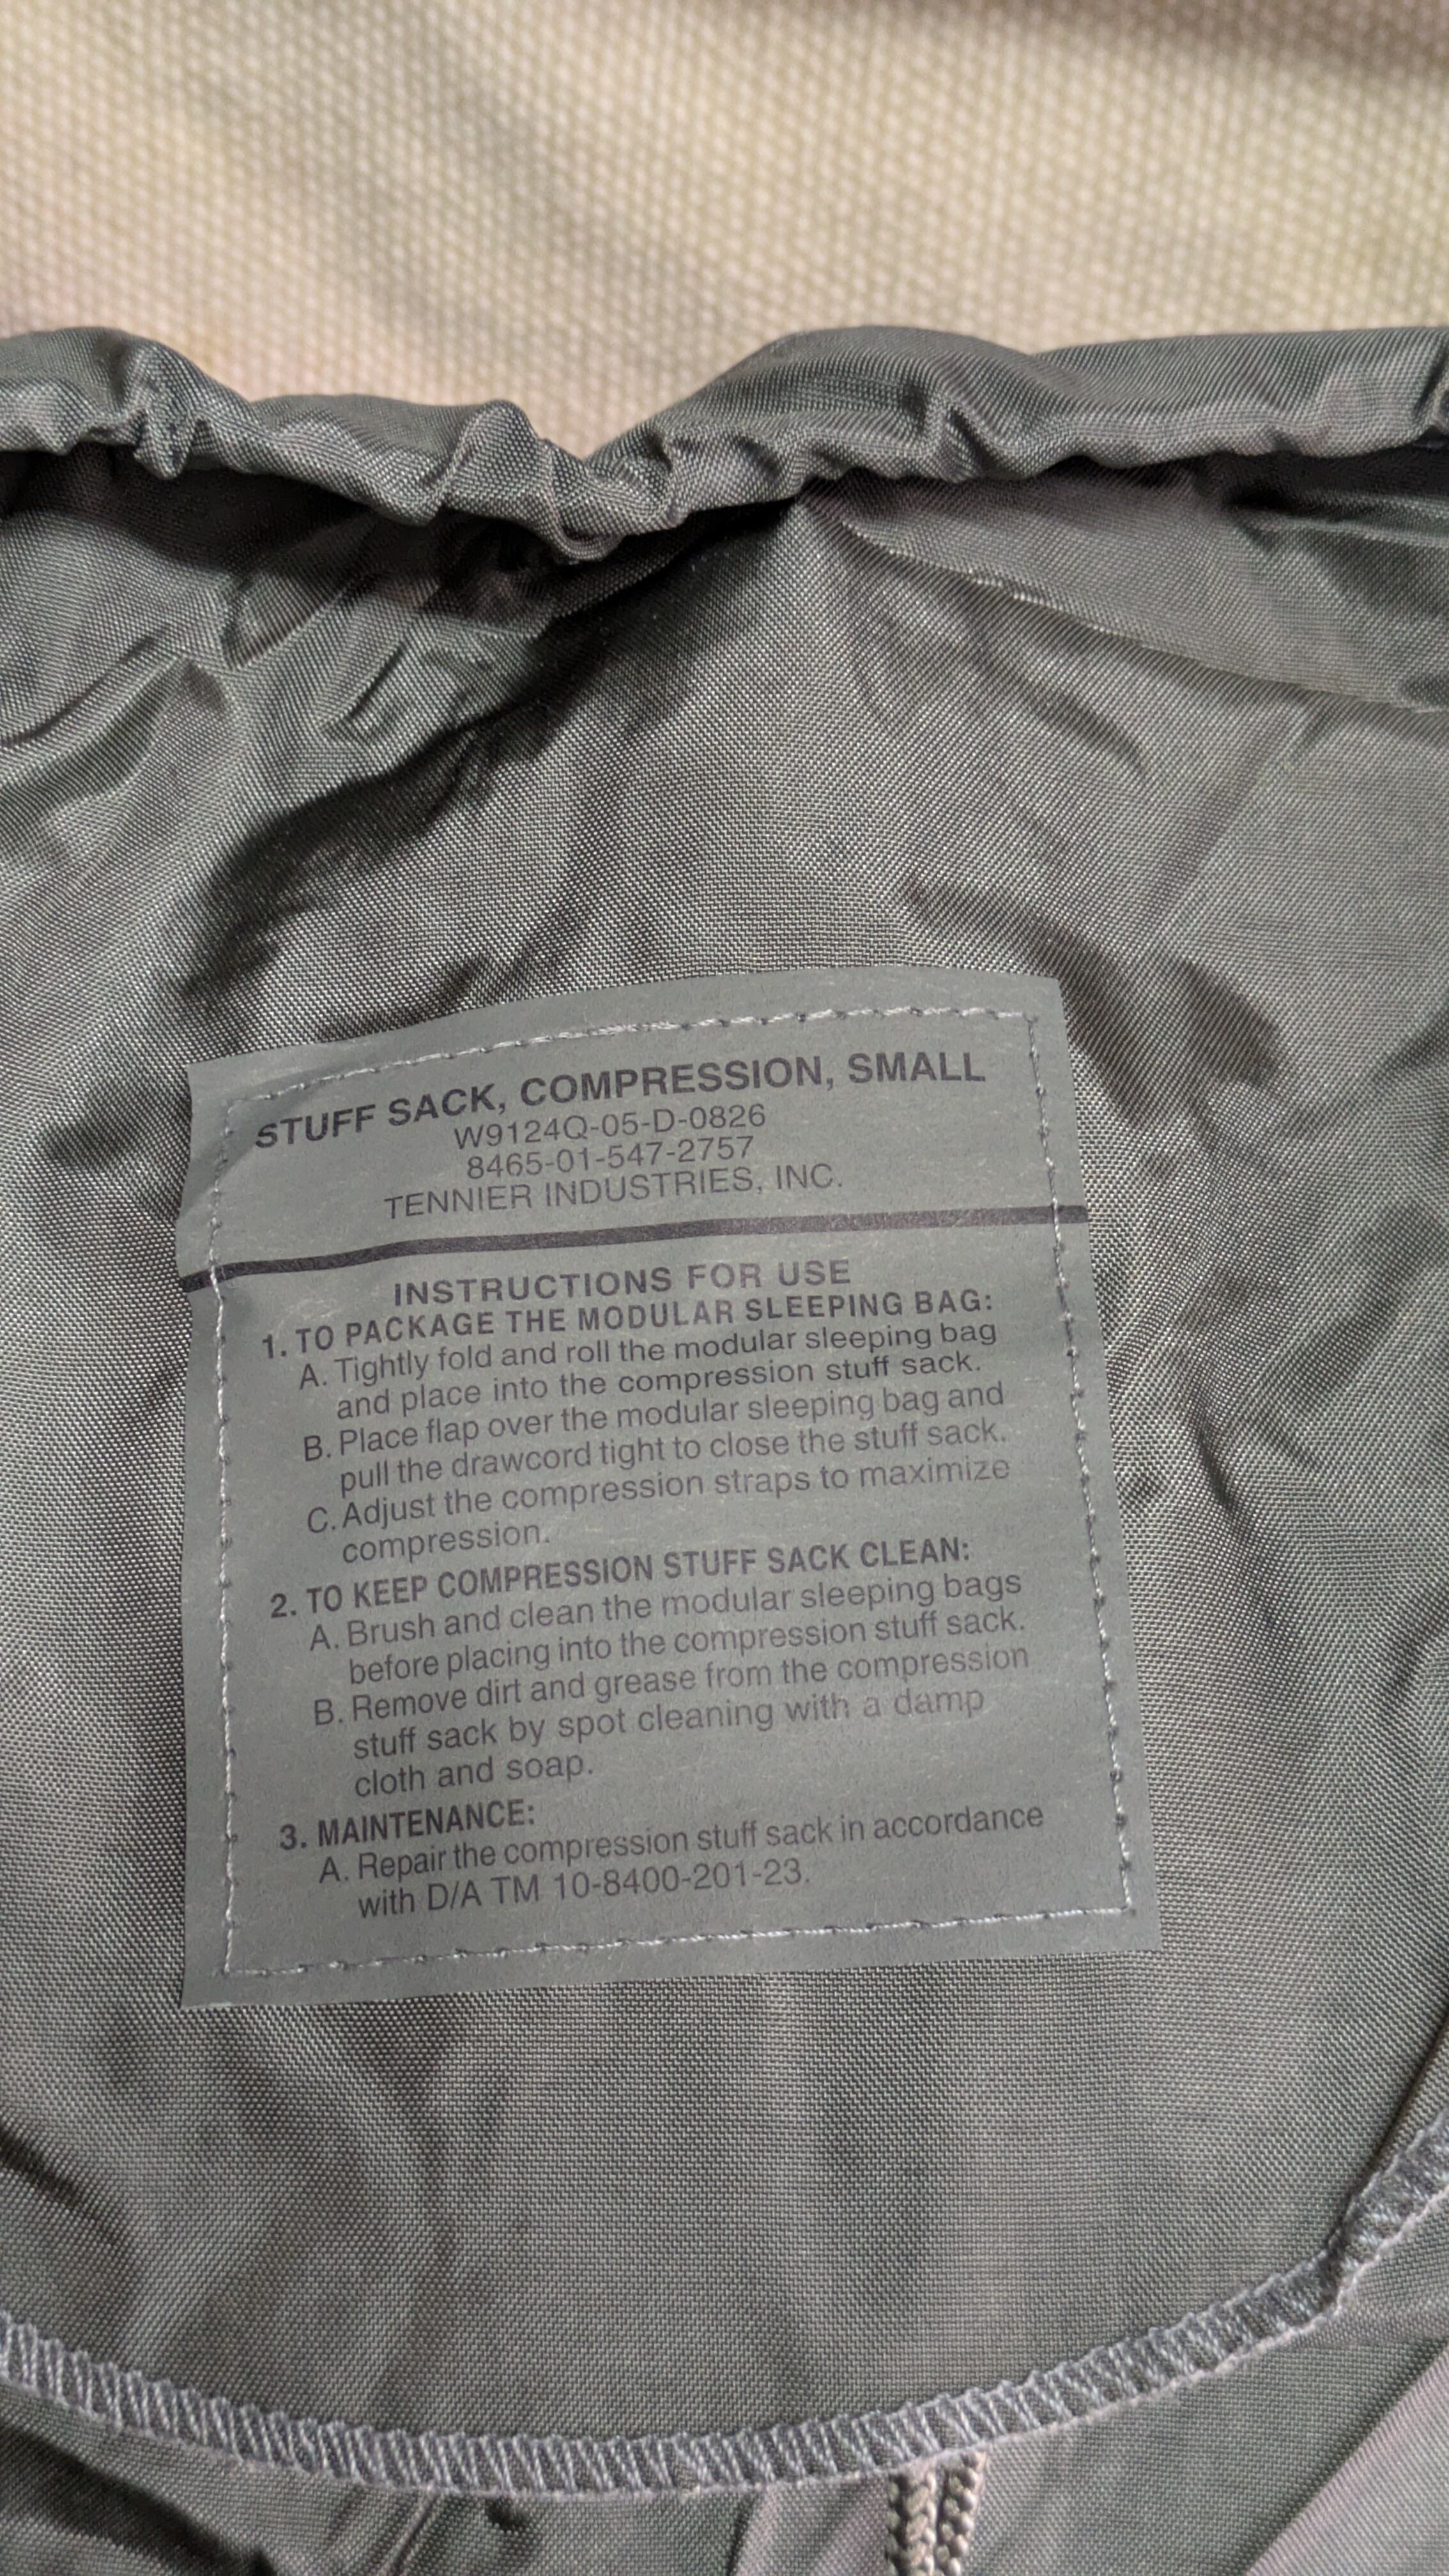 STUFF SACK, COMPRESSION, SMALL
W9124Q-05-D-0826
8465-01-547-2757
TENNIER INDUSTRIES, INC.
INSTRUCTIONS FOR USE
1. TO PACKAGE THE MODULAR SLEEPING BAG:
A. Tightly fold and roll the modular sleeping bag
and place into the compression stuff sack.
B. Place flap over the modular sleeping bag and
pull the drawcord tight to close the stuff sack.
C. Adjust the compression straps to maximize
compression.
2. TO KEEP COMPRESSION STUFF SACK CLEAN:
A. Brush and clean the modular sleeping bags
before placing into the compression stuff sack.
B. Remove dirt and grease from the compression
stuff sack by spot cleaning with a damp
cloth and soap.
3. MAINTENANCE:
A. Repair the compression stuff sack in accordance
with D/A TM 10-8400-201-23.